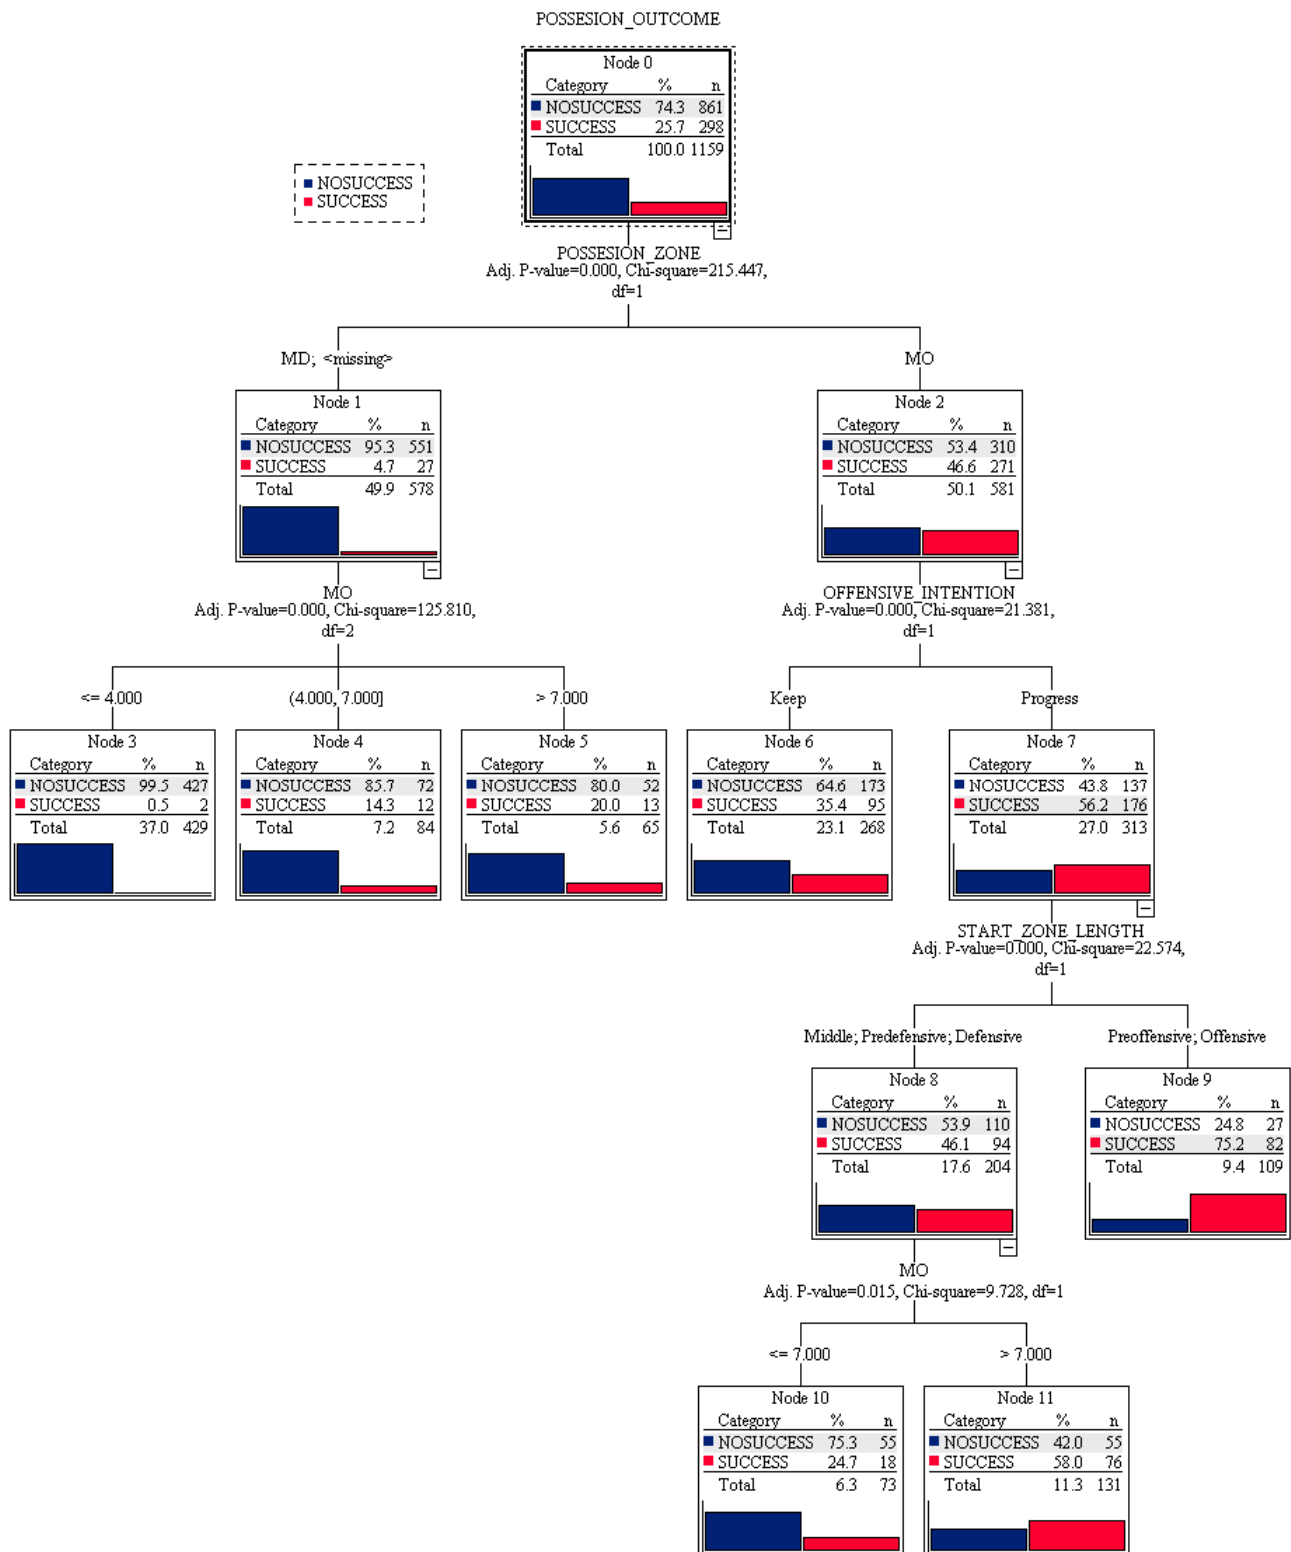 POSSESION_OUTCOME
Node 0
Category % n
NOSUCCESS 74.3 861
SUCCESS 25.7 298
Total 100.0 1159
NOSUCCESS
SUCCESS
POSSESION_ZONE
Adj. P-value=0.000, Chi-square=215.447,
df=1
MD; <missing>
MO
Node 1
Category % n
NOSUCCESS 95.3 551
SUCCESS 4.7 27
Total 49.9 578
Node 2
Category % n
NOSUCCESS 53.4 310
SUCCESS 46.6 271
Total 50.1 581
MO
Adj. P-value=0.000, Chi-square=125.810,
df=2
OFFENSIVE_INTENTION
Adj. P-value=0.000, Chi-square=21.381,
df=1
<= 4.000
(4.000, 7.000]
> 7.000
Keep
Progress
Node 3
Category % n
NOSUCCESS 99.5 427
SUCCESS 0.5 2
Total 37.0 429
Node 4
Category % n
NOSUCCESS 85.7 72
SUCCESS 14.3 12
Total 7.2 84
Node 5
Category % n
NOSUCCESS 80.0 52
SUCCESS 20.0 13
Total 5.6 65
Node 6
Category % n
NOSUCCESS 64.6 173
SUCCESS 35.4 95
Total 23.1 268
Node 7
Category % n
NOSUCCESS 43.8 137
SUCCESS 56.2 176
Total 27.0 313
START_ZONE_LENGTH
Adj. P-value=0.000, Chi-square=22.574,
df=1
Middle; Predefensive; Defensive
Preoffensive; Offensive
Node 8
Category % n
NOSUCCESS 53.9 110
SUCCESS 46.1 94
Total 17.6 204
Node 9
Category % n
NOSUCCESS 24.8 27
SUCCESS 75.2 82
Total 9.4 109
MO
Adj. P-value=0.015, Chi-square=9.728, df=1
<= 7.000
> 7.000
Node 10
Category % n
NOSUCCESS 75.3 55
SUCCESS 24.7 18
Total 6.3 73
Node 11
Category % n
NOSUCCESS 42.0 55
SUCCESS 58.0 76
Total 11.3 131